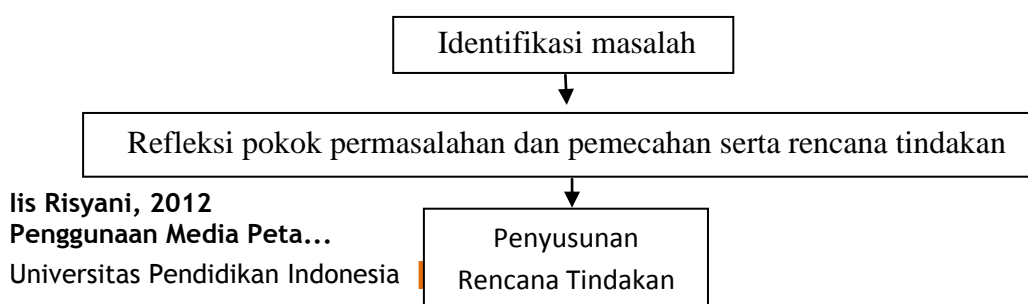 Identifikasi masalah
Refleksi pokok permasalahan dan pemecahan serta rencana tindakan
Iis Risyani, 2012
Penggunaan Media Peta...
Universitas Pendidikan Indonesia
Penyusunan
Rencana Tindakan